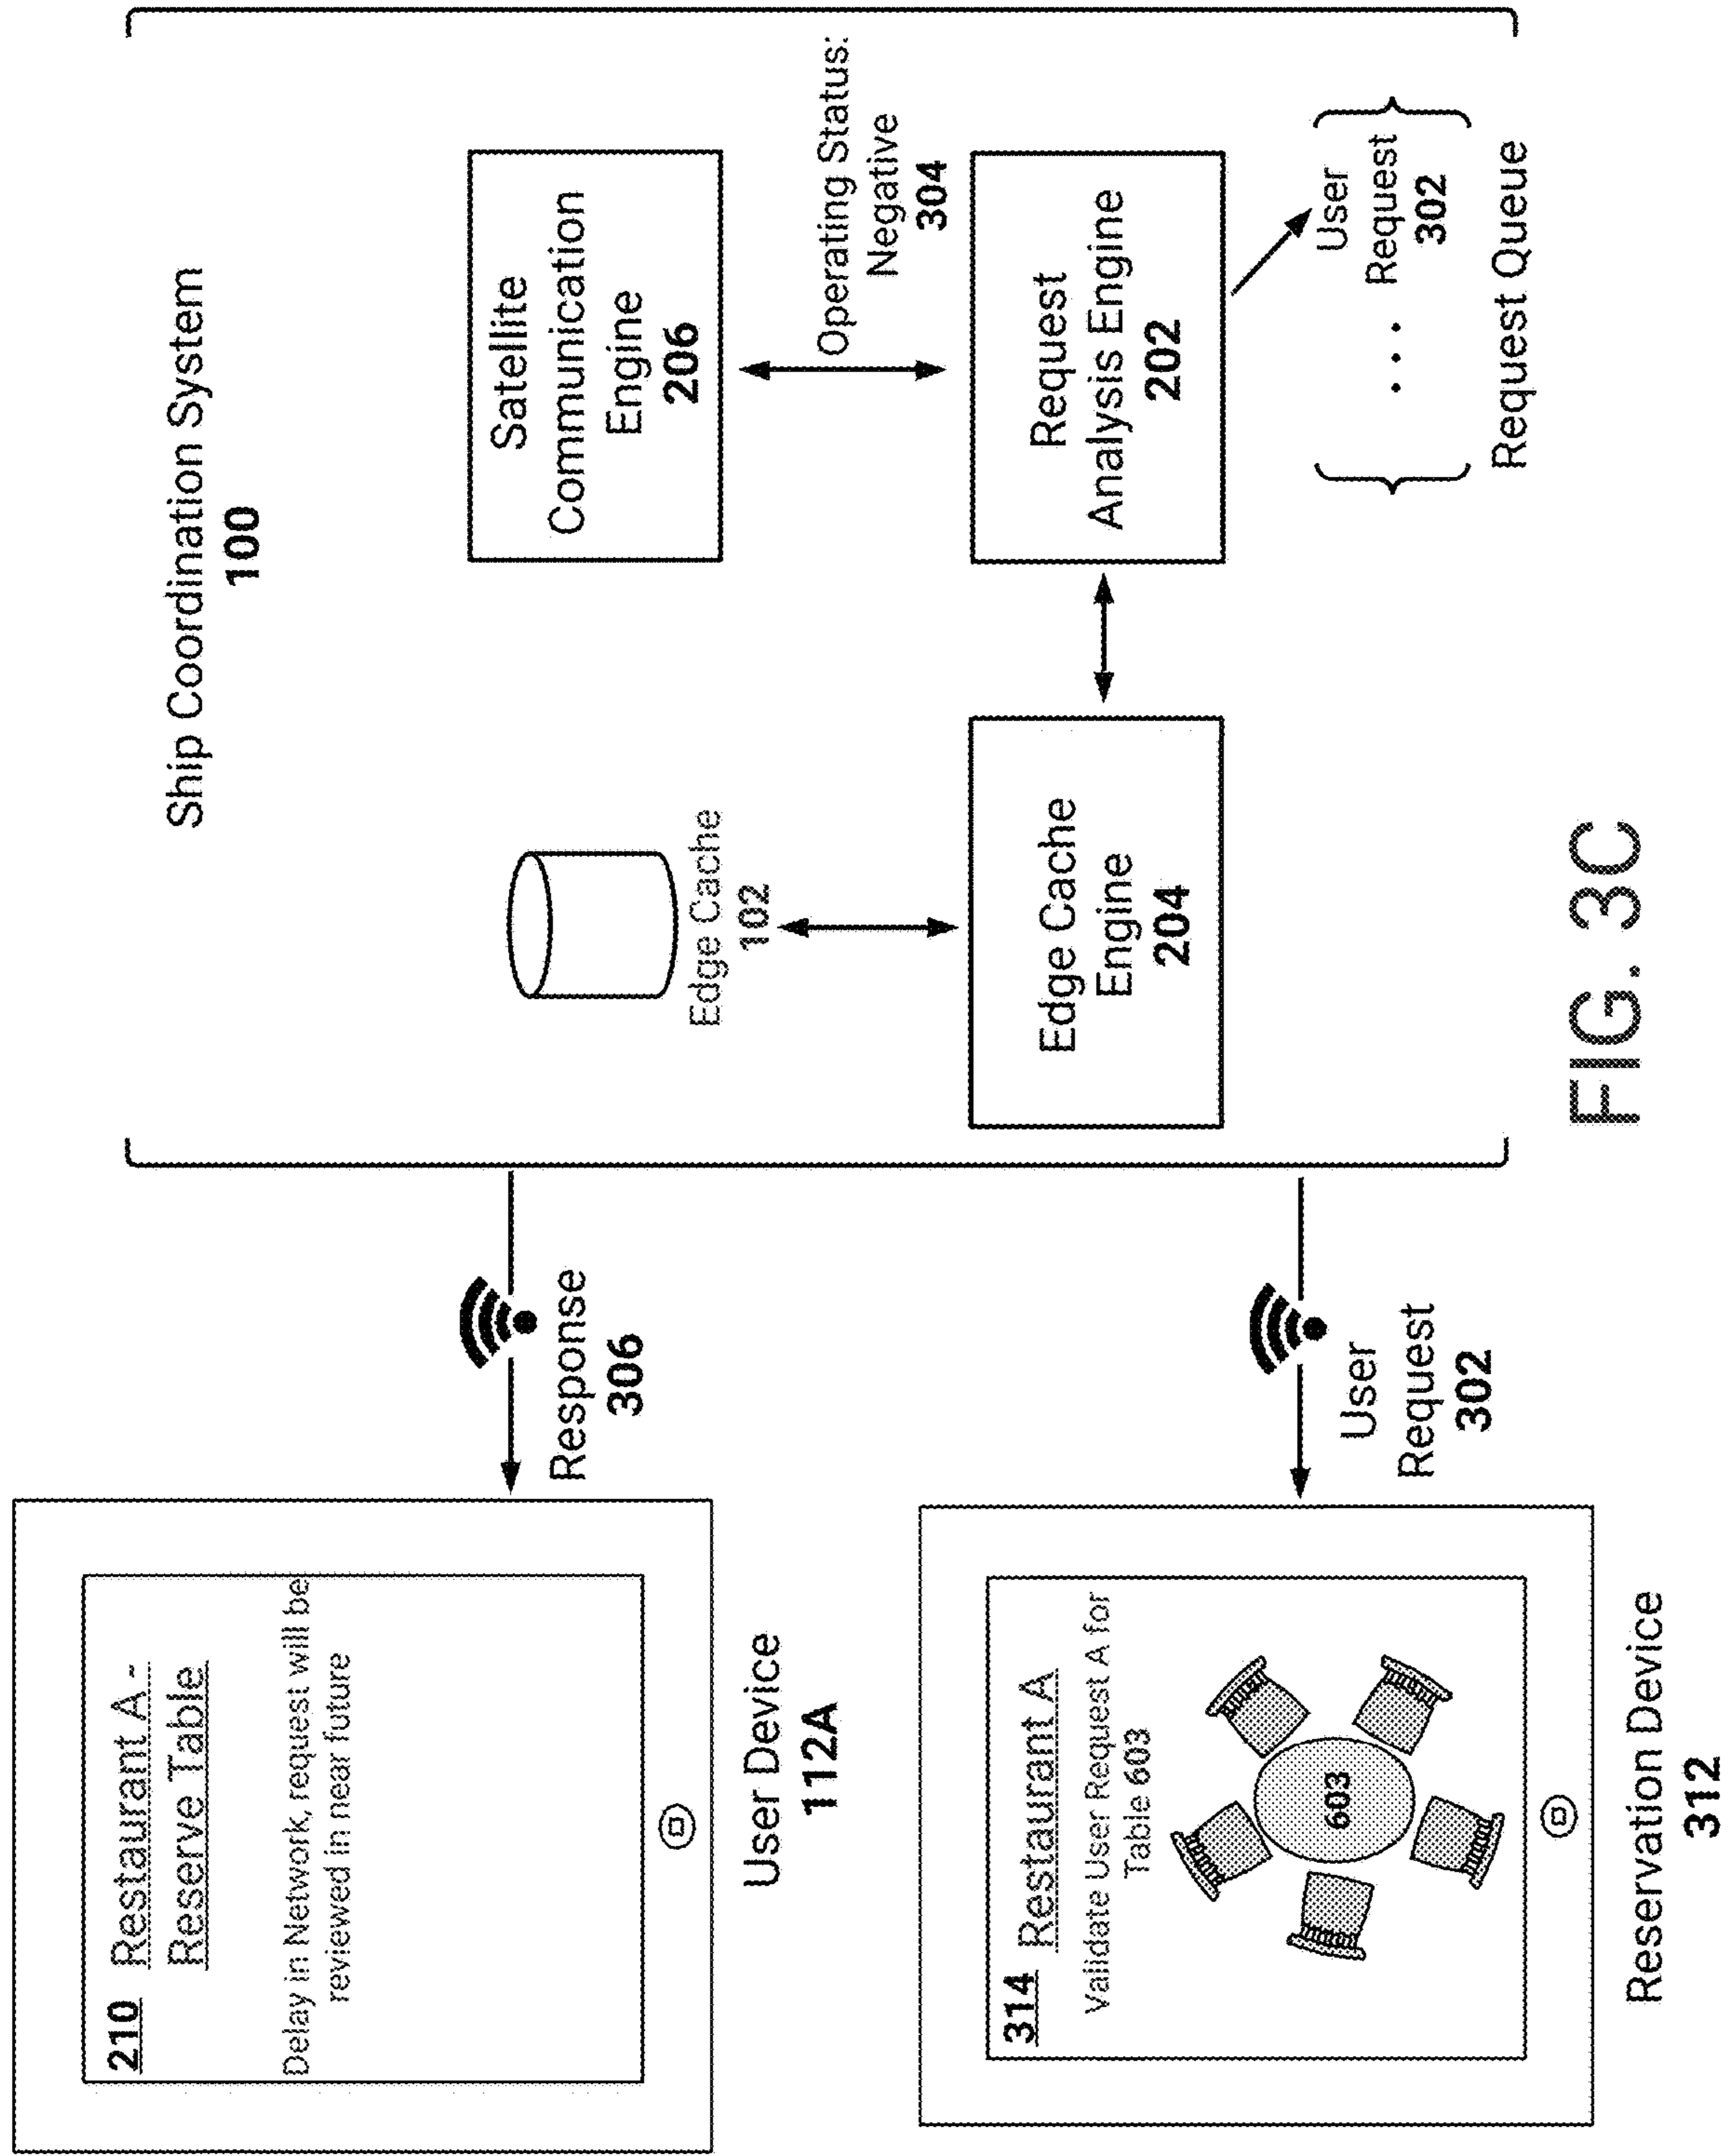 Ship Coordination System
100
210 Restaurant A -
Reserve Table
Delay in Network, request will be
reviewed in near future
User Device
112A
Response
306
Edge Cache
102
Satellite
Communication
Engine
206
Operating Status:
Negative
304
314 Restaurant A
Validate User Request A for
Table 603
603
Reservation Device
312
User
Request
302
Edge Cache
Engine
204
Request
Analysis Engine
202
User
Request
302
. . .
Request Queue
FIG. 3C